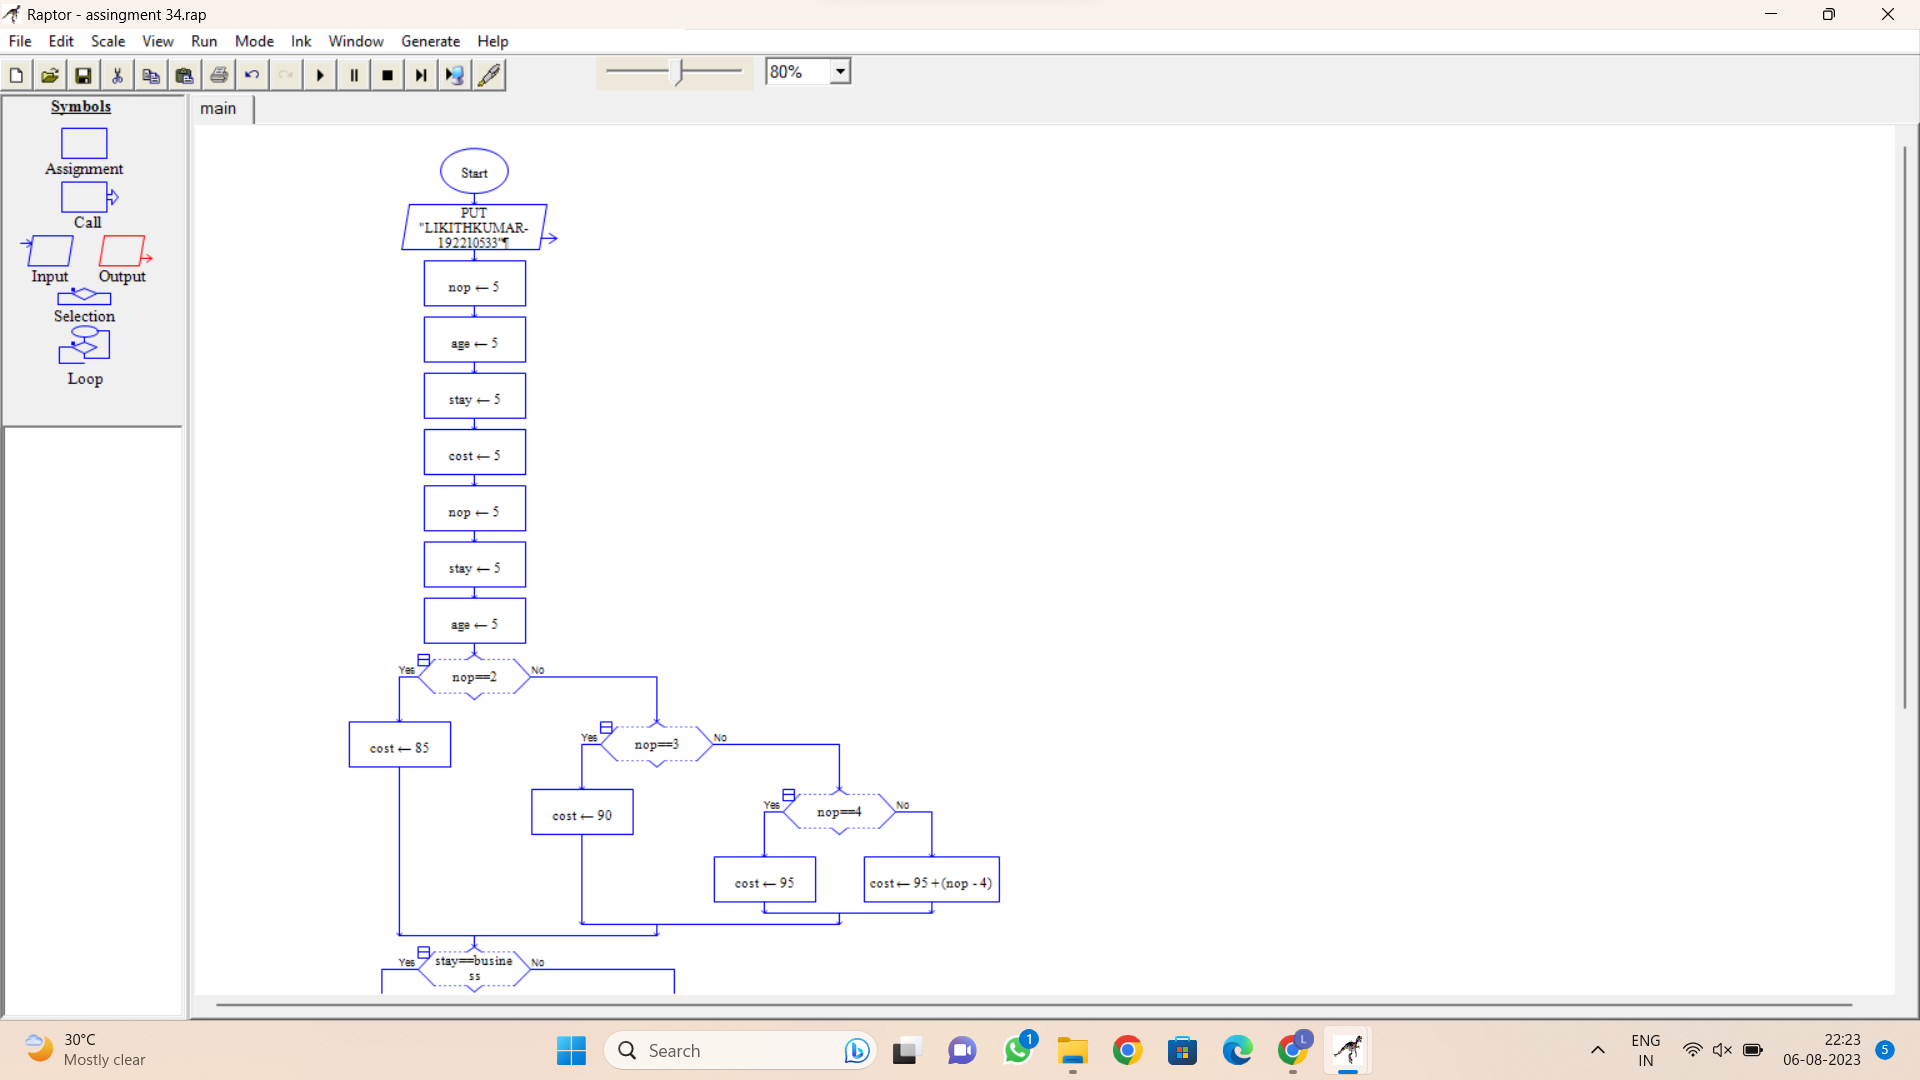 Raptor - assingment 34.rap
File Edit Scale View Run Mode Ink Window Generate Help
80%
Symbols
main
Assignment
Call
Input Output
Selection
Loop
Start
PUT
"LIKITHKUMAR-
192210533"¶
nop ← 5
age ← 5
stay ← 5
cost ← 5
nop ← 5
stay ← 5
age ← 5
Yes nop==2 No
cost ← 85
Yes nop==3 No
cost ← 90
Yes nop==4 No
cost ← 95
cost ← 95 + (nop - 4)
Yes stay==busine No
ss
30°C
Mostly clear
Search
1
L
ENG
IN
22:23
06-08-2023
5